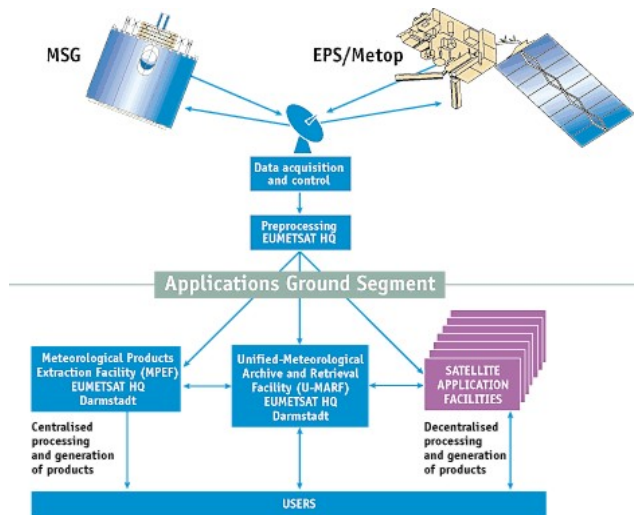 MSG
EPS/Metop
Data acquisition
and control
Preprocessing
EUMETSAT HQ
Applications Ground Segment
Meteorological Products
Extraction Facility (MPEF)
EUMETSAT HQ
Darmstadt
Unified-Meteorological
Archive and Retrieval
Facility (U-MARF)
EUMETSAT HQ
Darmstadt
SATELLITE
APPLICATION
FACILITIES
Centralised
processing
and generation
of products
Decentralised
processing
and generation
of products
USERS